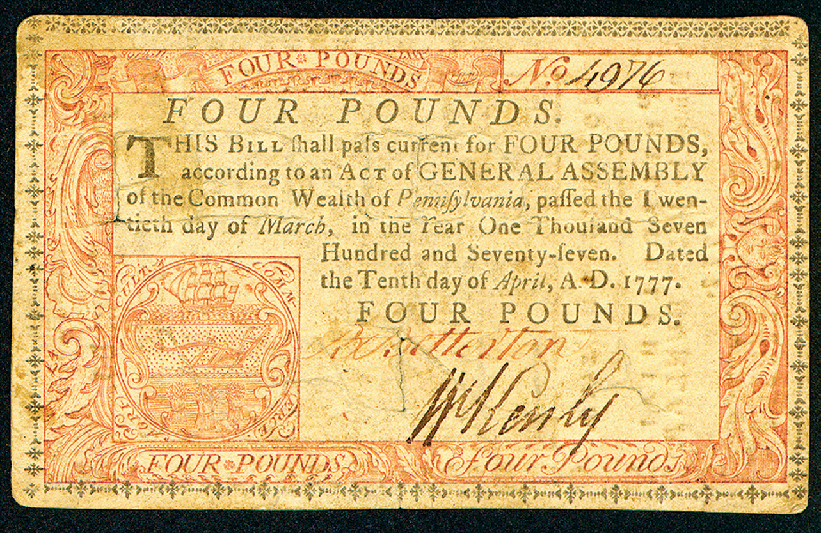 FOUR POUNDS
No. 4976
FOUR POUNDS.
THIS BILL ſhall paſs current for FOUR POUNDS,
according to an ACT of GENERAL ASSEMBLY
of the Common Wealth of Pennſylvania, paſſed the Twen-
tieth day of March, in the Year One Thouſand Seven
Hundred and Seventy-ſeven. Dated
the Tenth day of April, A. D. 1777.
FOUR POUNDS.
FOUR POUNDS
Four Pounds